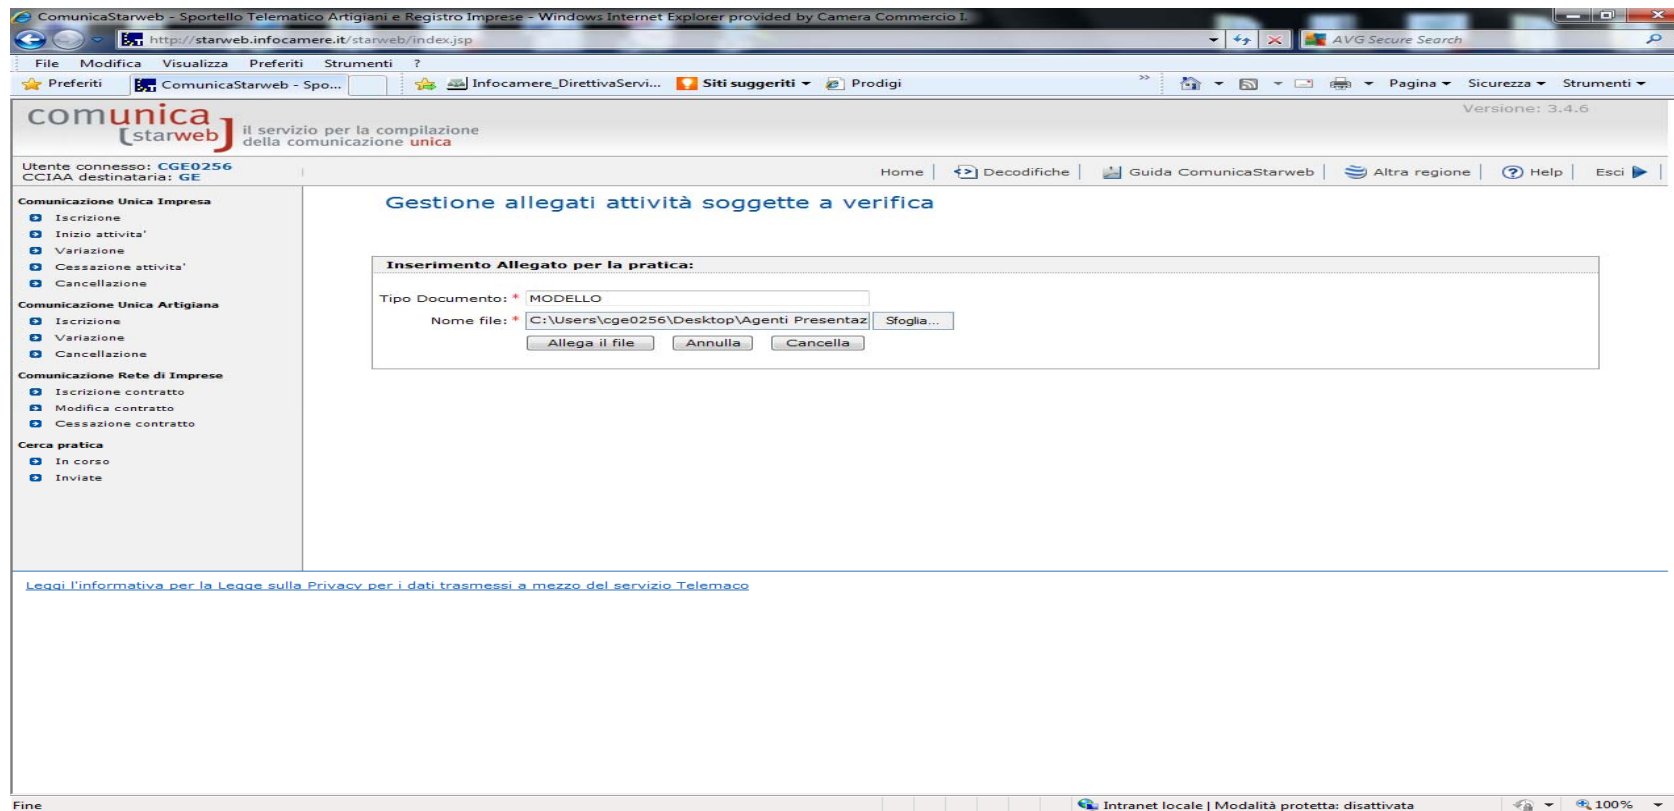 ComunicaStarweb - Sportello Telematico Artigiani e Registro Imprese - Windows Internet Explorer provided by Camera Commercio I.
http://starweb.infocamere.it/starweb/index.jsp
AVG Secure Search
File Modifica Visualizza Preferiti Strumenti ?
Preferiti ComunicaStarweb - Spo... Infocamere_DirettivaServi... Siti suggeriti Prodigi Pagina Sicurezza Strumenti
comunica
[starweb]
il servizio per la compilazione
della comunicazione unica
Versione: 3.4.6
Utente connesso: CGE0256
CCIAA destinataria: GE
Home Decodifiche Guida ComunicaStarweb Altra regione Help Esci
Comunicazione Unica Impresa
Iscrizione
Inizio attivita'
Variazione
Cessazione attivita'
Cancellazione
Comunicazione Unica Artigiana
Iscrizione
Variazione
Cancellazione
Comunicazione Rete di Imprese
Iscrizione contratto
Modifica contratto
Cessazione contratto
Cerca pratica
In corso
Inviate
Gestione allegati attività soggette a verifica
Inserimento Allegato per la pratica:
Tipo Documento: * MODELLO
Nome file: * C:\Users\cge0256\Desktop\Agenti Presentaz Sfoglia...
Allega il file Annulla Cancella
Leggi l'informativa per la Legge sulla Privacy per i dati trasmessi a mezzo del servizio Telemaco
Fine
Intranet locale | Modalità protetta: disattivata
100%